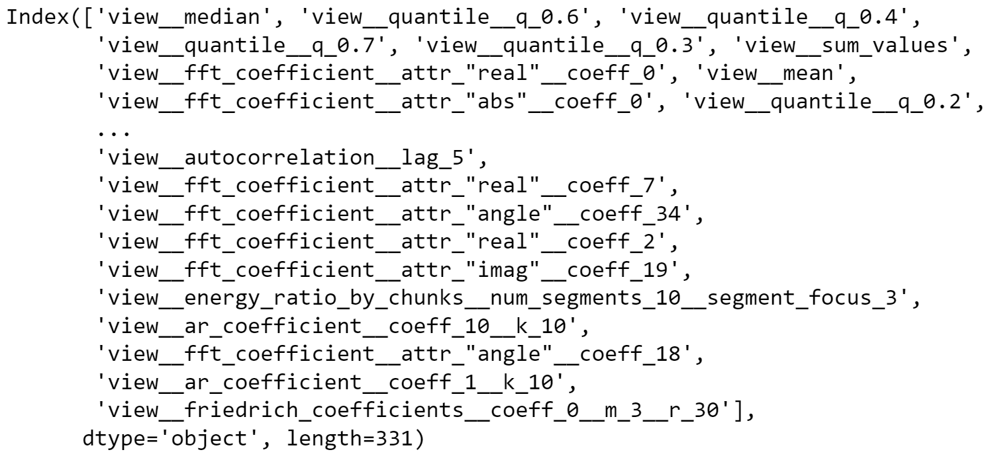 Index(['view__median', 'view__quantile__q_0.6', 'view__quantile__q_0.4',
'view__quantile__q_0.7', 'view__quantile__q_0.3', 'view__sum_values',
'view__fft_coefficient__attr_"real"__coeff_0', 'view__mean',
'view__fft_coefficient__attr_"abs"__coeff_0', 'view__quantile__q_0.2',
...
'view__autocorrelation__lag_5',
'view__fft_coefficient__attr_"real"__coeff_7',
'view__fft_coefficient__attr_"angle"__coeff_34',
'view__fft_coefficient__attr_"real"__coeff_2',
'view__fft_coefficient__attr_"imag"__coeff_19',
'view__energy_ratio_by_chunks__num_segments_10__segment_focus_3',
'view__ar_coefficient__coeff_10__k_10',
'view__fft_coefficient__attr_"angle"__coeff_18',
'view__ar_coefficient__coeff_1__k_10',
'view__friedrich_coefficients__coeff_0__m_3__r_30'],
dtype='object', length=331)